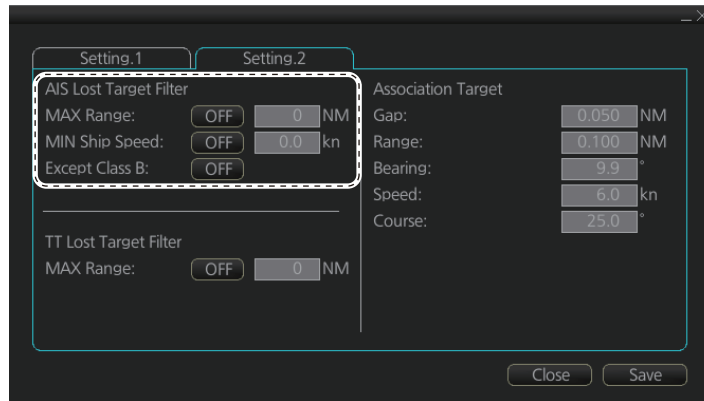 Setting.1 Setting.2
AIS Lost Target Filter
MAX Range: OFF 0 NM
MIN Ship Speed: OFF 0.0 kn
Except Class B: OFF
TT Lost Target Filter
MAX Range: OFF 0 NM
Association Target
Gap: 0.050 NM
Range: 0.100 NM
Bearing: 9.9 °
Speed: 6.0 kn
Course: 25.0 °
Close Save